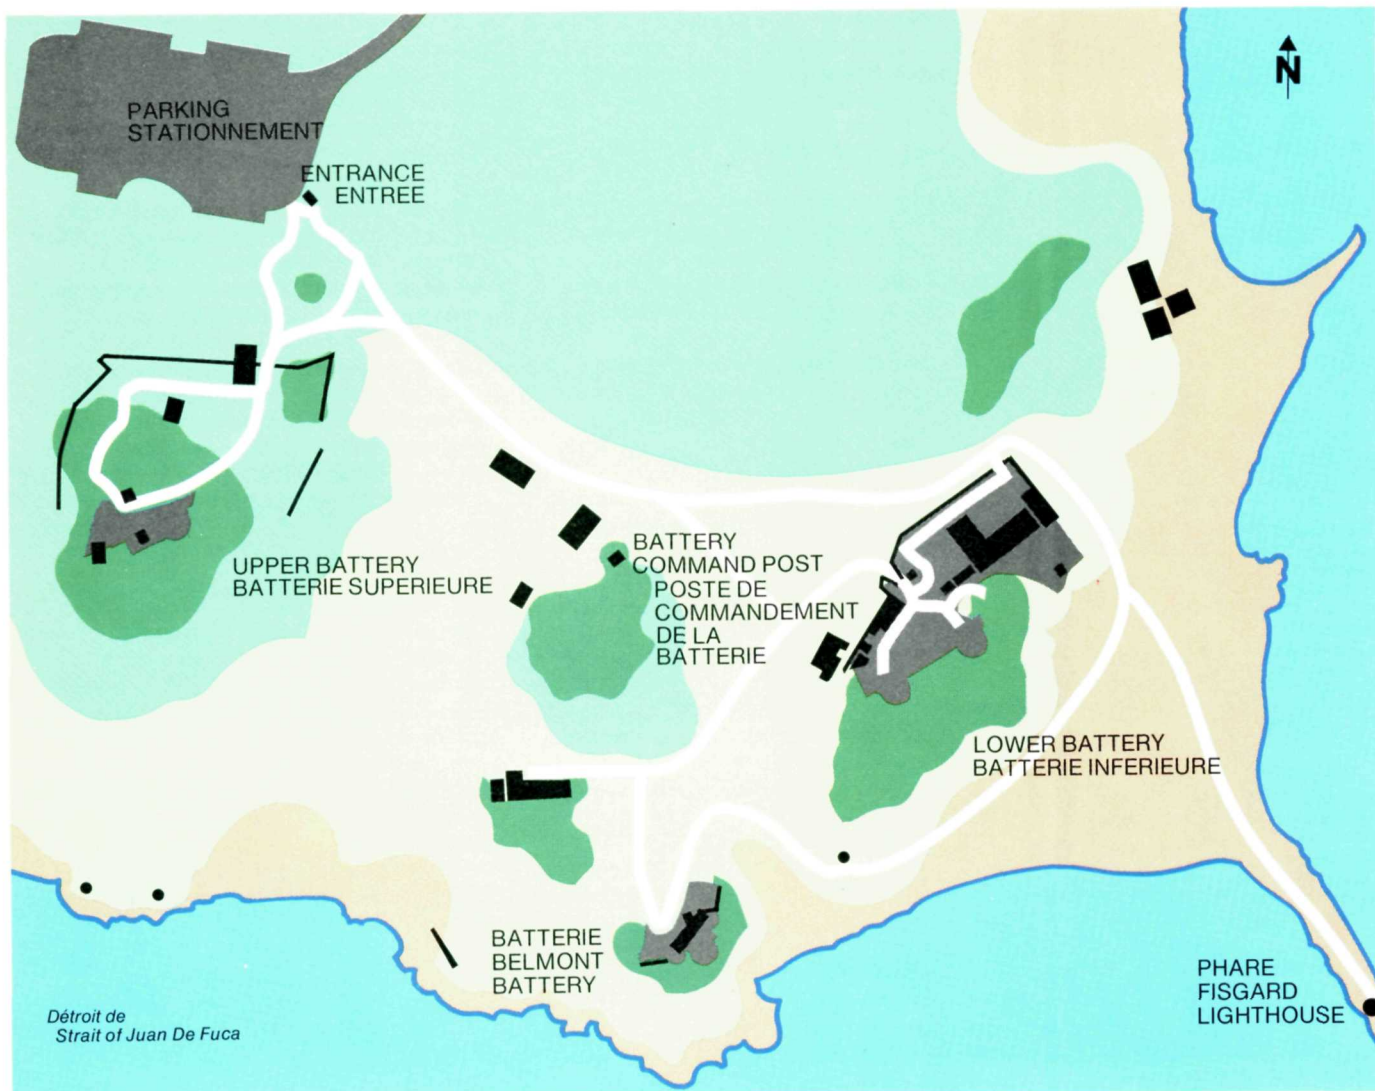 PARKING
STATIONNEMENT
ENTRANCE
ENTREE
N
UPPER BATTERY
BATTERIE SUPERIEURE
BATTERY
COMMAND POST
POSTE DE
COMMANDEMENT
DE LA
BATTERIE
LOWER BATTERY
BATTERIE INFERIEURE
BATTERIE
BELMONT
BATTERY
PHARE
FISGARD
LIGHTHOUSE
Détroit de
Strait of Juan De Fuca